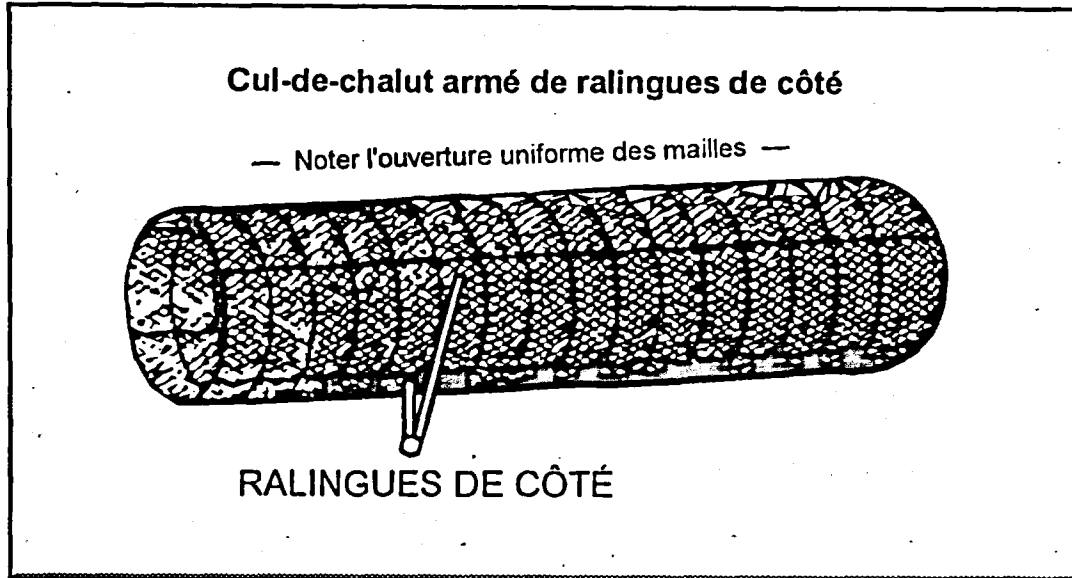 Cul-de-chalut armé de ralingues de côté
— Noter l'ouverture uniforme des mailles —
RALINGUES DE CÔTÉ